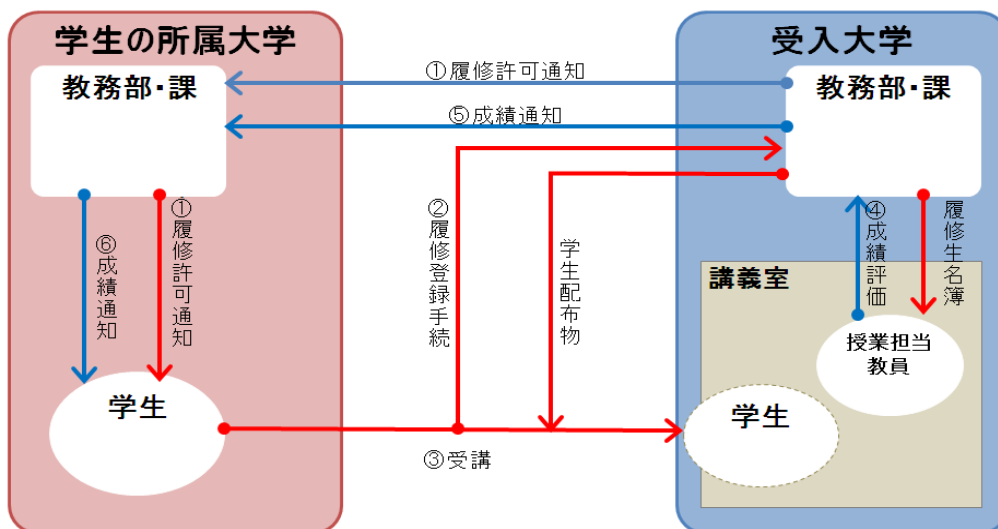 学生の所属大学
受入大学
教務部・課
教務部・課
①履修許可通知
⑤成績通知
⑥成績通知
①履修許可通知
②履修登録手続
学生配布物
④成績評価
履修生名簿
講義室
授業担当
教員
学生
学生
③受講